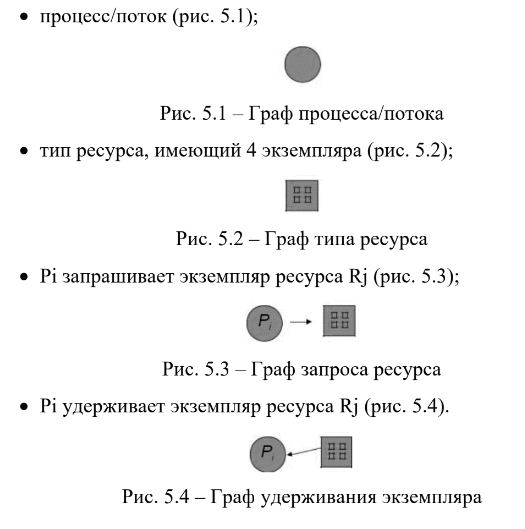 • процесс/поток (рис. 5.1);
Рис. 5.1 – Граф процесса/потока
• тип ресурса, имеющий 4 экземпляра (рис. 5.2);
Рис. 5.2 – Граф типа ресурса
• Pi запрашивает экземпляр ресурса Rj (рис. 5.3);
Pi
Рис. 5.3 – Граф запроса ресурса
• Pi удерживает экземпляр ресурса Rj (рис. 5.4).
Pi
Рис. 5.4 – Граф удерживания экземпляра